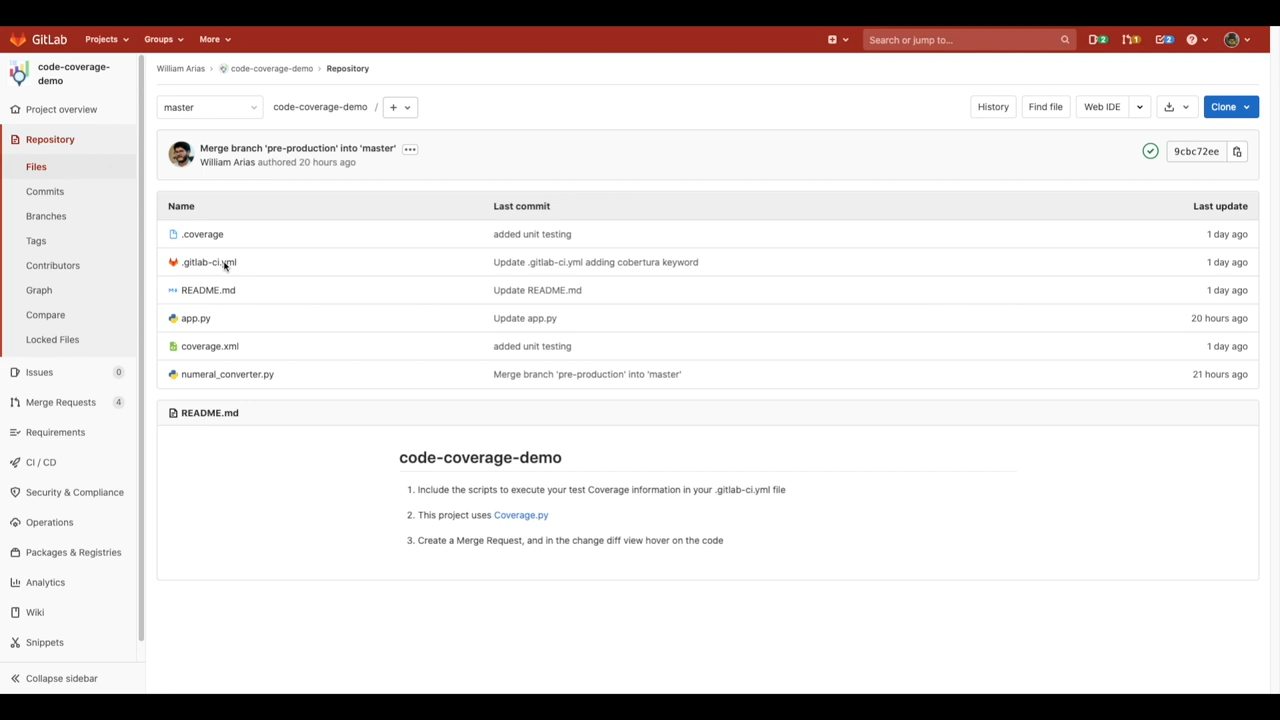 GitLab Projects Groups More Search or jump to... 2 1 2
code-coverage-demo
Project overview
Repository
Files
Commits
Branches
Tags
Contributors
Graph
Compare
Locked Files
Issues 0
Merge Requests 4
Requirements
CI / CD
Security & Compliance
Operations
Packages & Registries
Analytics
Wiki
Snippets
Collapse sidebar
William Arias › code-coverage-demo › Repository
master code-coverage-demo / + History Find file Web IDE Clone
Merge branch 'pre-production' into 'master' ...
William Arias authored 20 hours ago
9cbc72ee
Name Last commit Last update
.coverage added unit testing 1 day ago
.gitlab-ci.yml Update .gitlab-ci.yml adding cobertura keyword 1 day ago
README.md Update README.md 1 day ago
app.py Update app.py 20 hours ago
coverage.xml added unit testing 1 day ago
numeral_converter.py Merge branch 'pre-production' into 'master' 21 hours ago
README.md
code-coverage-demo
1. Include the scripts to execute your test Coverage information in your .gitlab-ci.yml file
2. This project uses Coverage.py
3. Create a Merge Request, and in the change diff view hover on the code